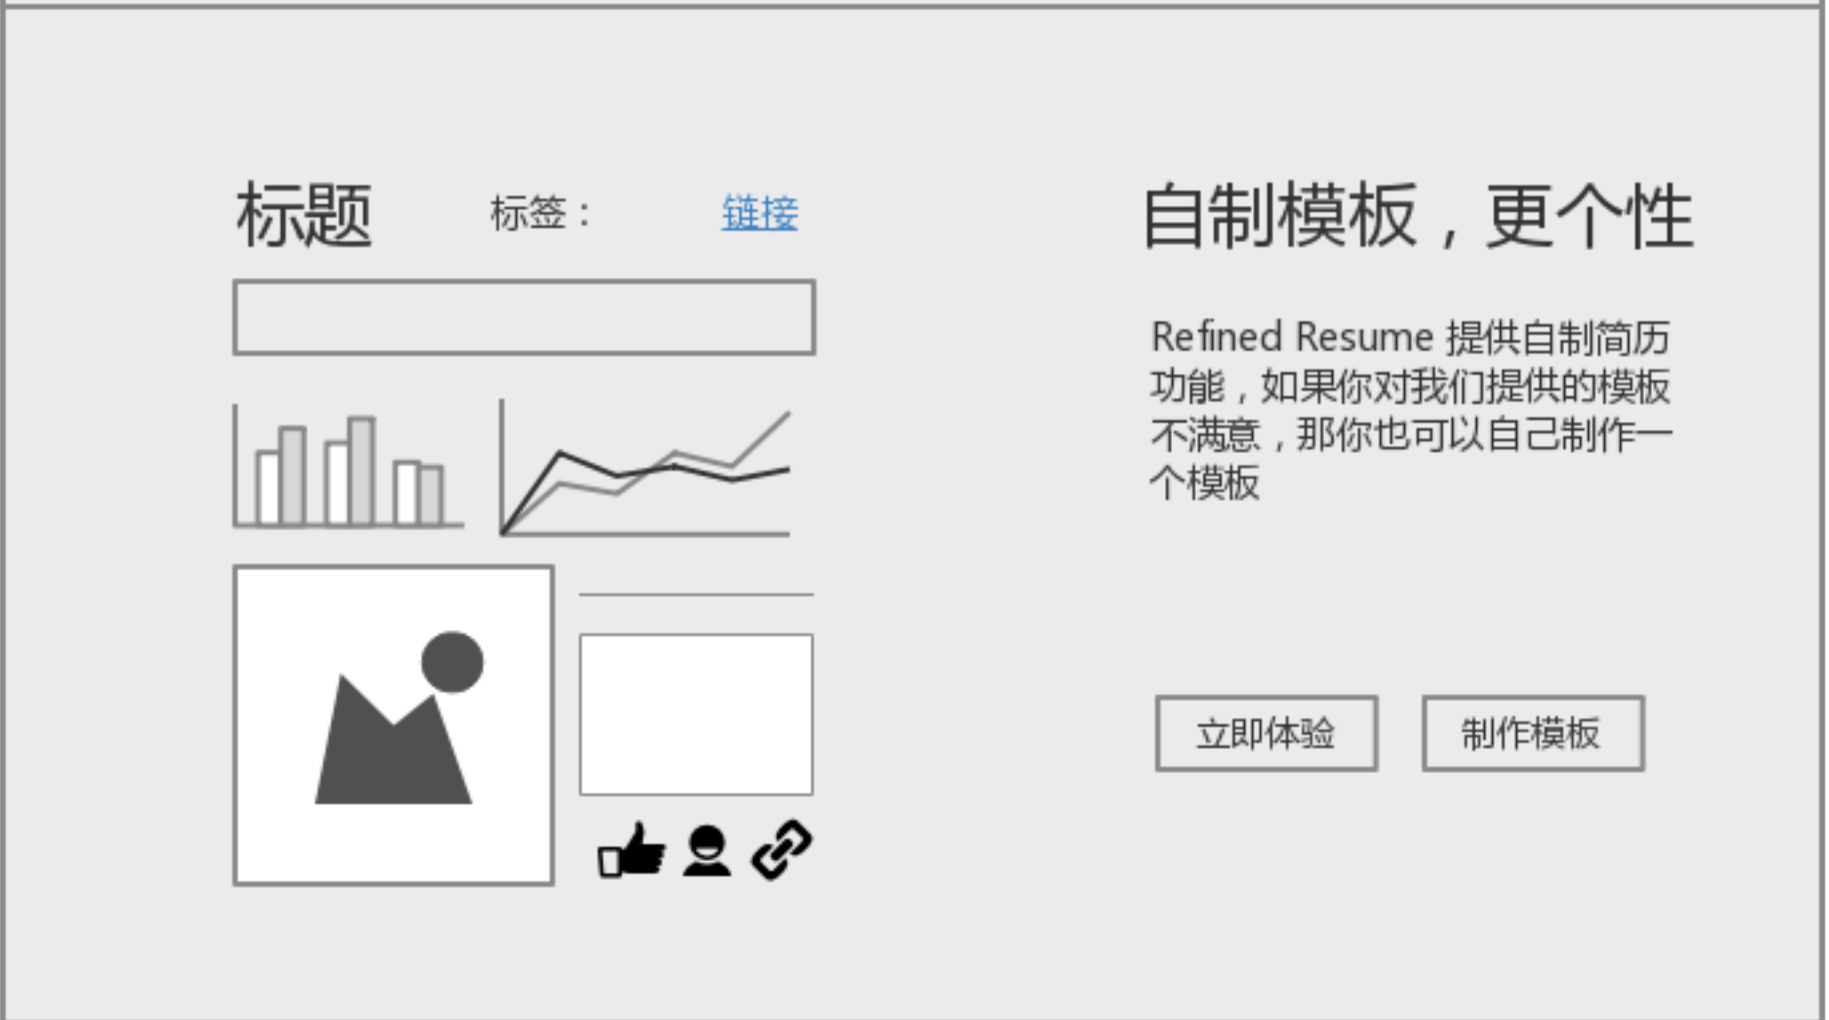 标题
标签：
链接
自制模板，更个性
Refined Resume 提供自制简历
功能，如果你对我们提供的模板
不满意，那你也可以自己制作一
个模板
立即体验
制作模板